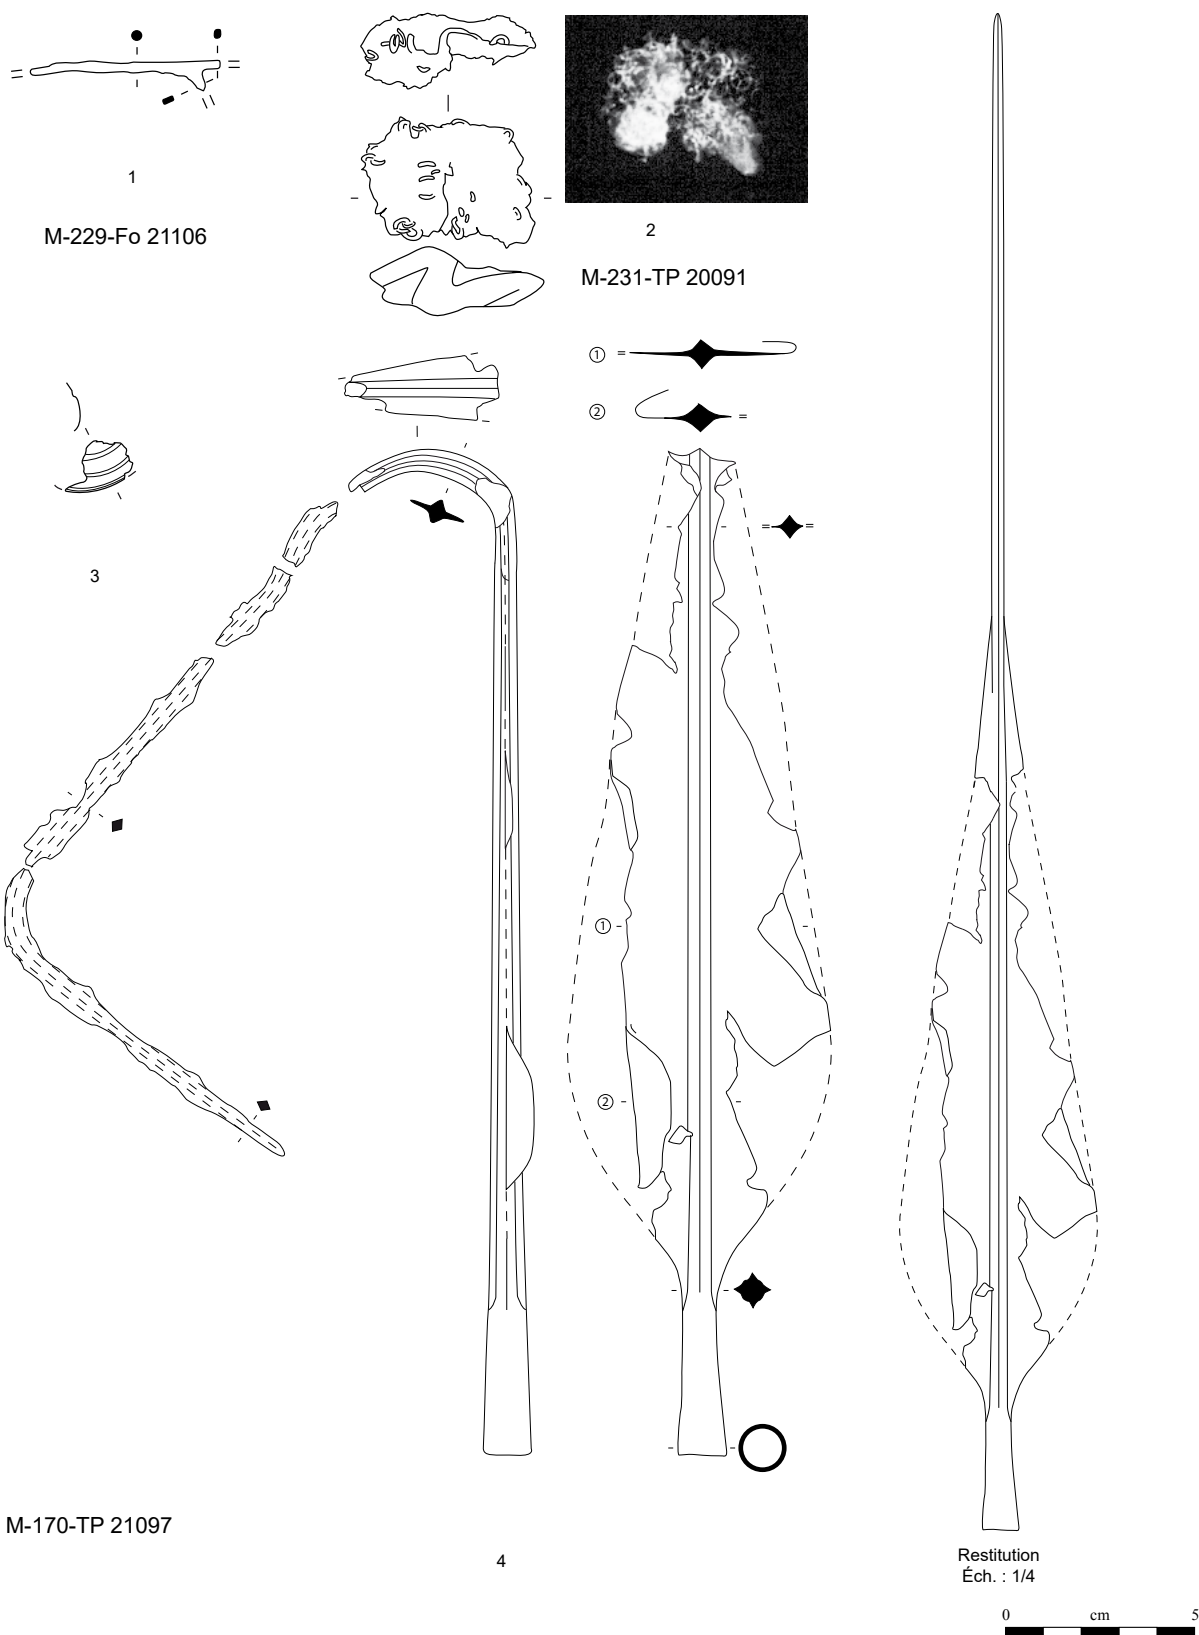 1
M-229-Fo 21106
2
M-231-TP 20091
① =
=
② =
3
= =
①
②
M-170-TP 21097
4
Restitution
Éch. : 1/4
0 cm 5